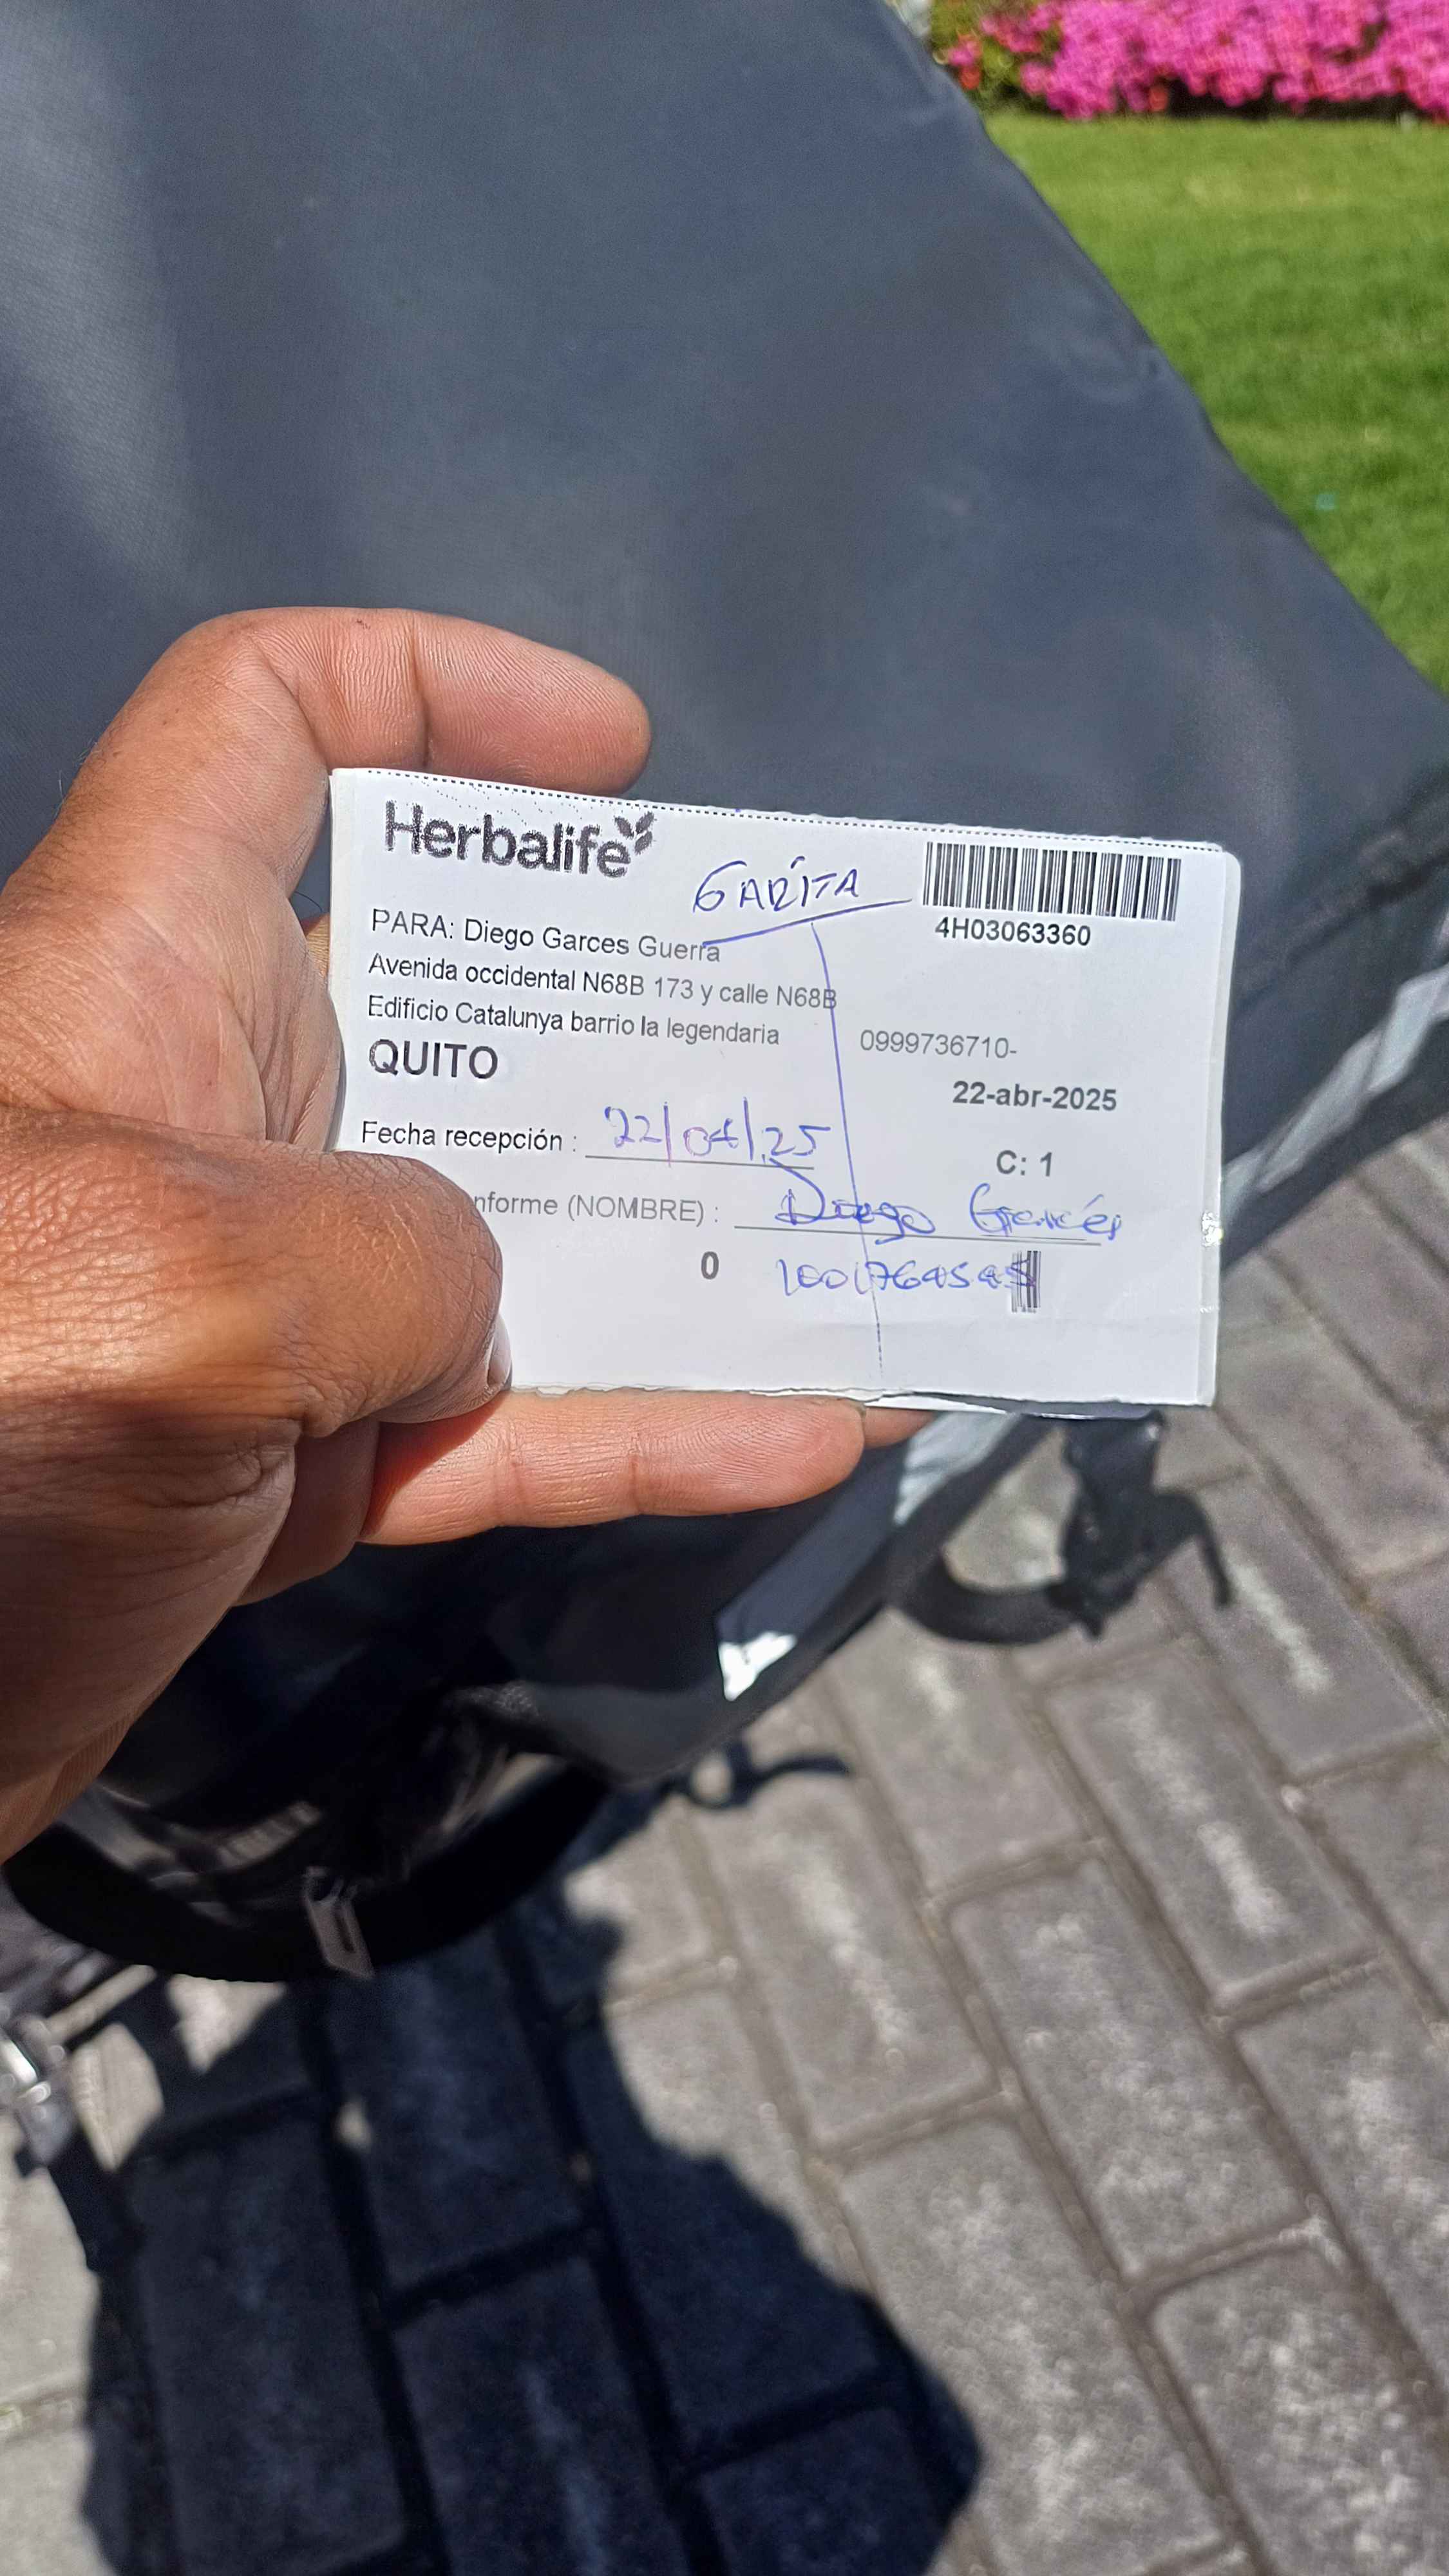 Herbalife
GARITA
4H03063360
PARA: Diego Garces Guerra
Avenida occidental N68B 173 y calle N68B
Edificio Catalunya barrio la legendaria
0999736710-
QUITO
22-abr-2025
Fecha recepción : 22/04/25
C: 1
nforme (NOMBRE) : Diego Garcés
0